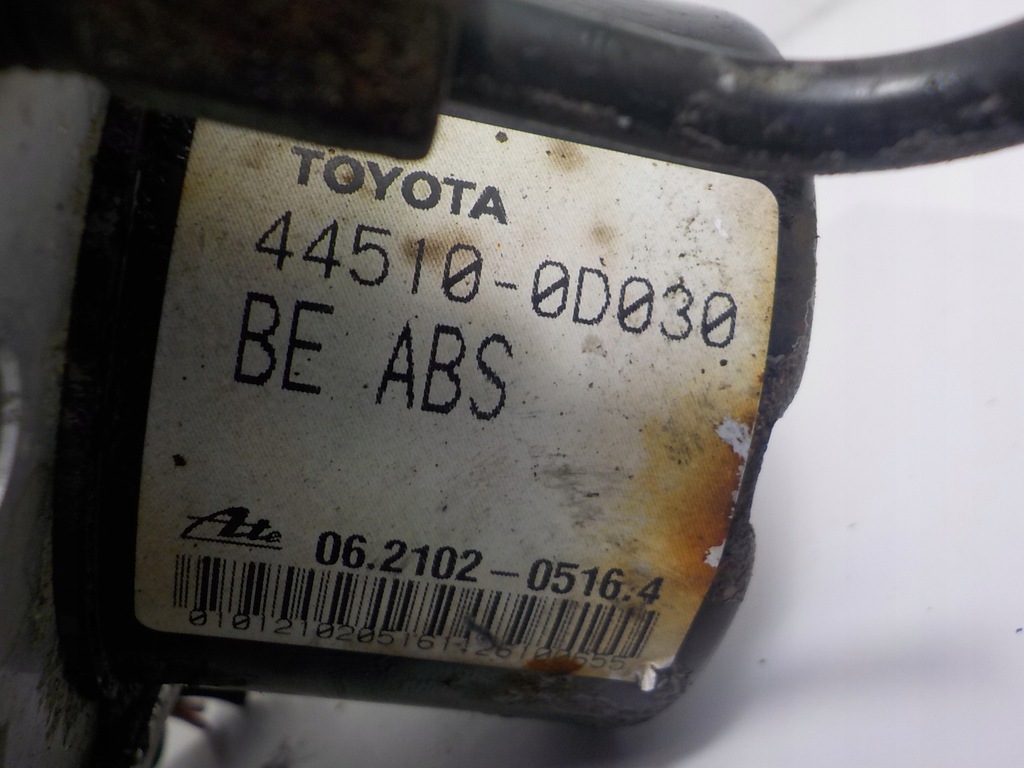 TOYOTA
44510-0D030
BE ABS
Ate 06.2102-0516.4